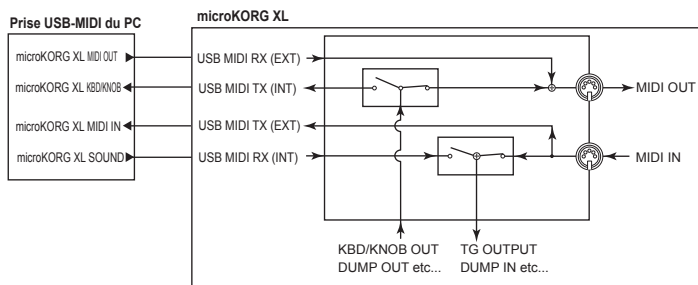 Prise USB-MIDI du PC
microKORG XL
microKORG XL MIDI OUT
USB MIDI RX (EXT)
microKORG XL KBD/KNOB
USB MIDI TX (INT)
MIDI OUT
microKORG XL MIDI IN
USB MIDI TX (EXT)
microKORG XL SOUND
USB MIDI RX (INT)
MIDI IN
KBD/KNOB OUT
DUMP OUT etc...
TG OUTPUT
DUMP IN etc...